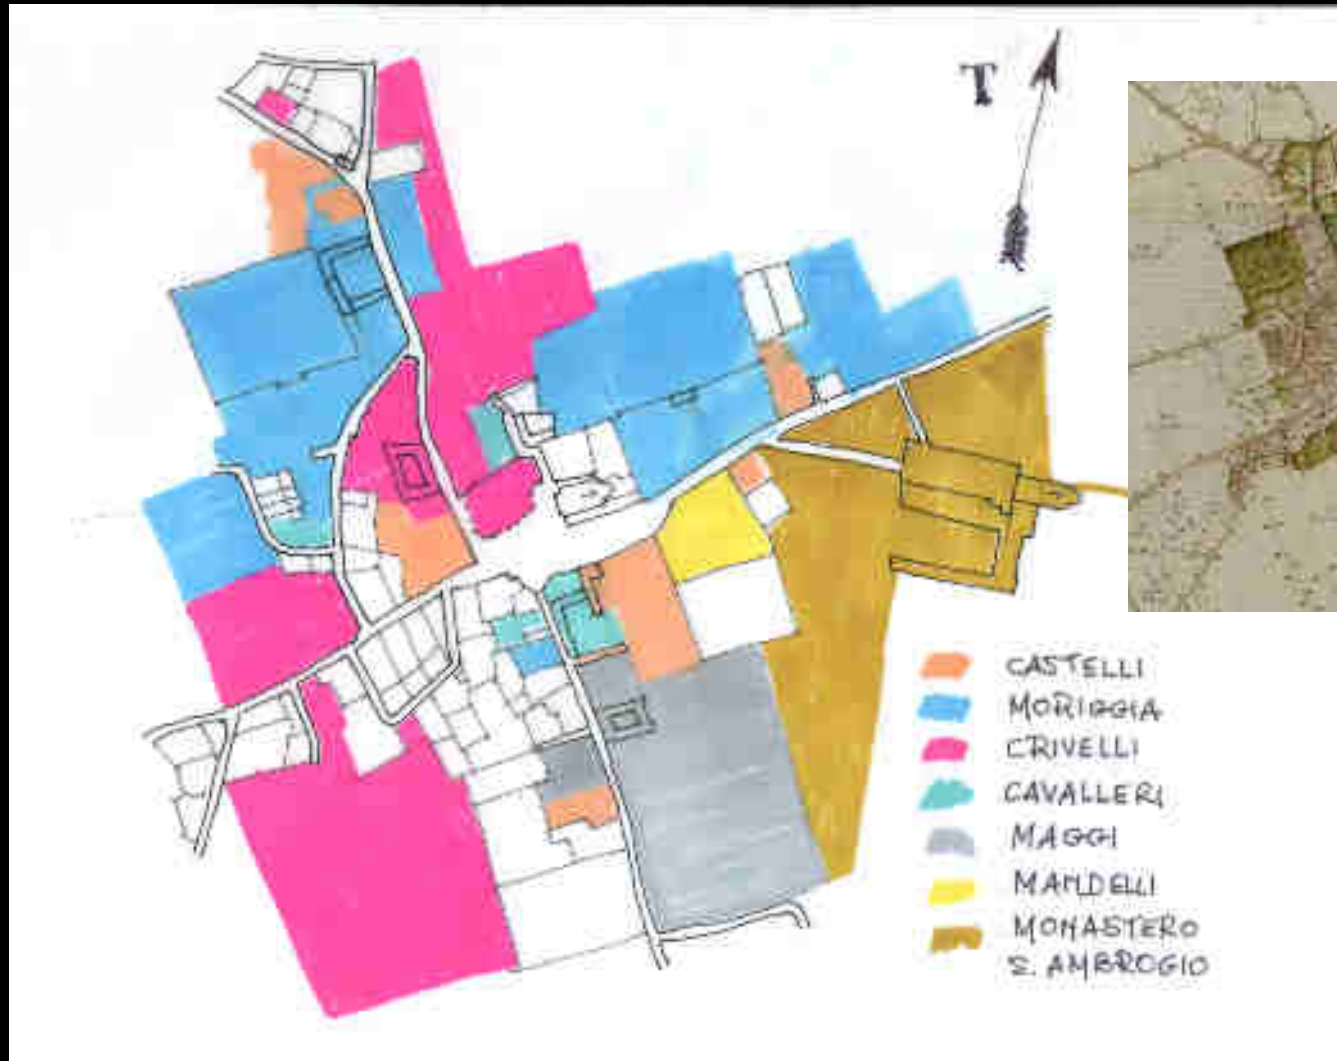 T
CASTELLI
MORIGGIA
CRIVELLI
CAVALLERI
MAGGI
MANDELLI
MONASTERO
S. AMBROGIO